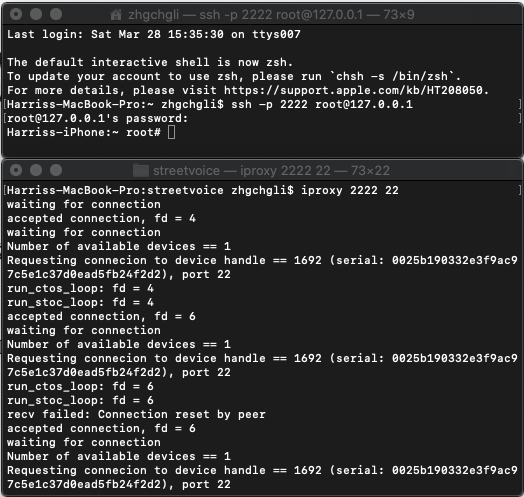 zhgchgli — ssh -p 2222 root@127.0.0.1 — 73×9
Last login: Sat Mar 28 15:35:30 on ttys007

The default interactive shell is now zsh.
To update your account to use zsh, please run `chsh -s /bin/zsh`.
For more details, please visit https://support.apple.com/kb/HT208050.
[Harriss-MacBook-Pro:~ zhgchgli$ ssh -p 2222 root@127.0.0.1 ]
[root@127.0.0.1's password: ]
Harriss-iPhone:~ root#
streetvoice — iproxy 2222 22 — 73×22
[Harriss-MacBook-Pro:streetvoice zhgchgli$ iproxy 2222 22 ]
waiting for connection
accepted connection, fd = 4
waiting for connection
Number of available devices == 1
Requesting connecion to device handle == 1692 (serial: 0025b190332e3f9ac9
7c5e1c37d0ead5fb24f2d2), port 22
run_ctos_loop: fd = 4
run_stoc_loop: fd = 4
accepted connection, fd = 6
waiting for connection
Number of available devices == 1
Requesting connecion to device handle == 1692 (serial: 0025b190332e3f9ac9
7c5e1c37d0ead5fb24f2d2), port 22
run_ctos_loop: fd = 6
run_stoc_loop: fd = 6
recv failed: Connection reset by peer
accepted connection, fd = 6
waiting for connection
Number of available devices == 1
Requesting connecion to device handle == 1692 (serial: 0025b190332e3f9ac9
7c5e1c37d0ead5fb24f2d2), port 22